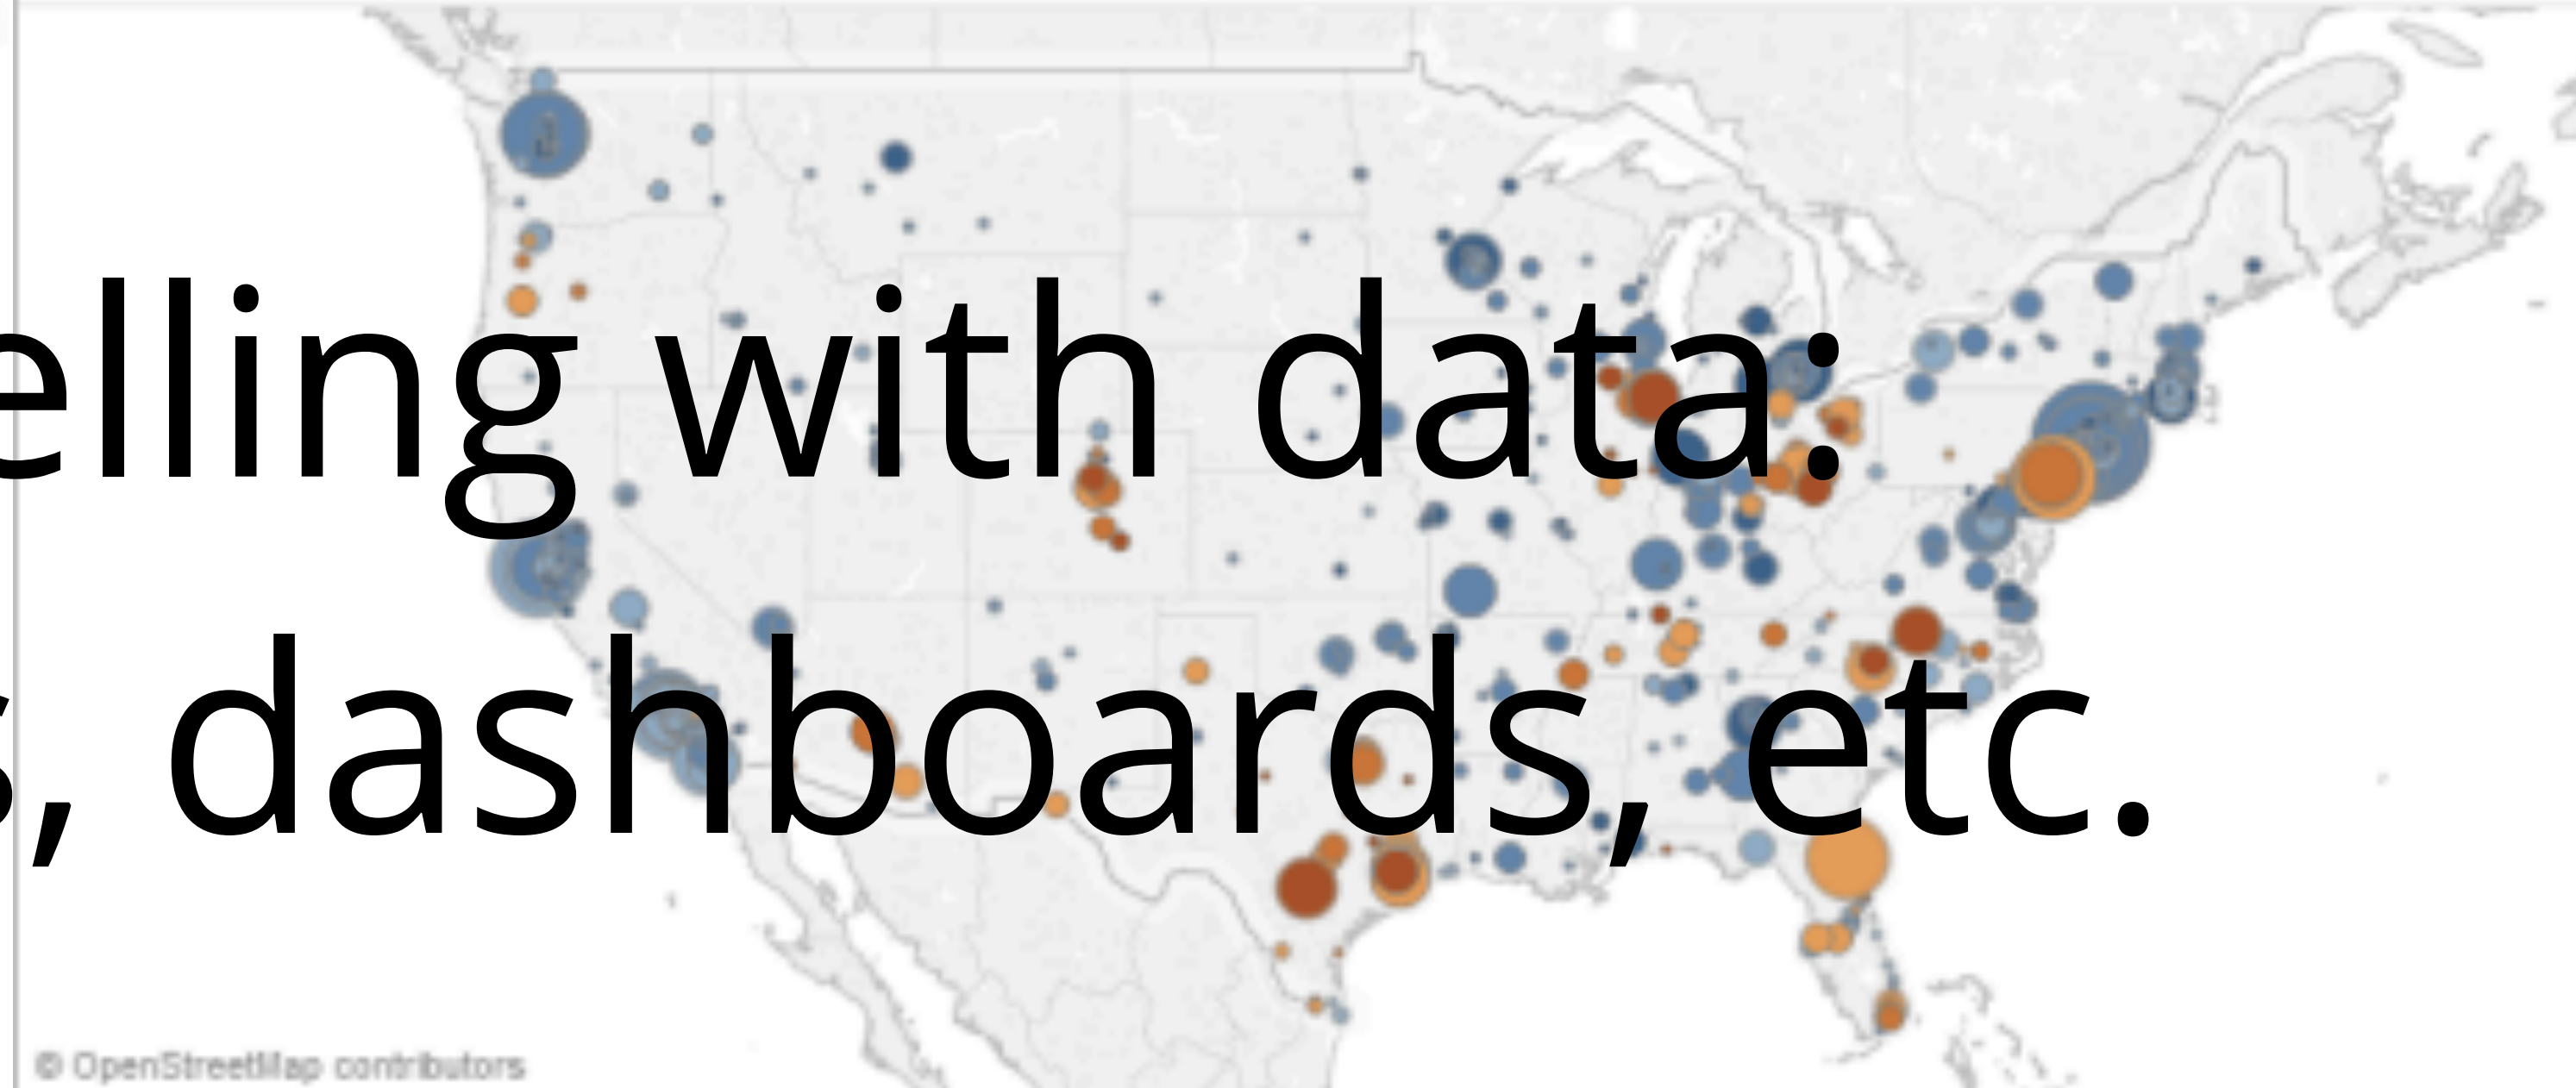 elling with data:
s, dashboards, etc.
© OpenStreetMap contributors